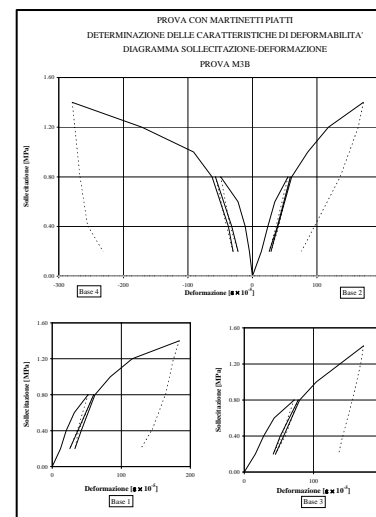 PROVA CON MARTINETTI PIATTI
DETERMINAZIONE DELLE CARATTERISTICHE DI DEFORMABILITA'
DIAGRAMMA SOLLECITAZIONE-DEFORMAZIONE
PROVA M3B
Sollecitazione [MPa]
1.60
1.20
0.80
0.40
0.00
-300 -200 -100 0 100
Base 4
Deformazione [ε × 10⁻⁶]
Base 2
Sollecitazione [MPa]
1.60
1.20
0.80
0.40
0.00
0 100 200
Deformazione [ε × 10⁻⁶]
Base 1
Sollecitazione [MPa]
1.60
1.20
0.80
0.40
0.00
0 100
Deformazione [ε × 10⁻⁶]
Base 3